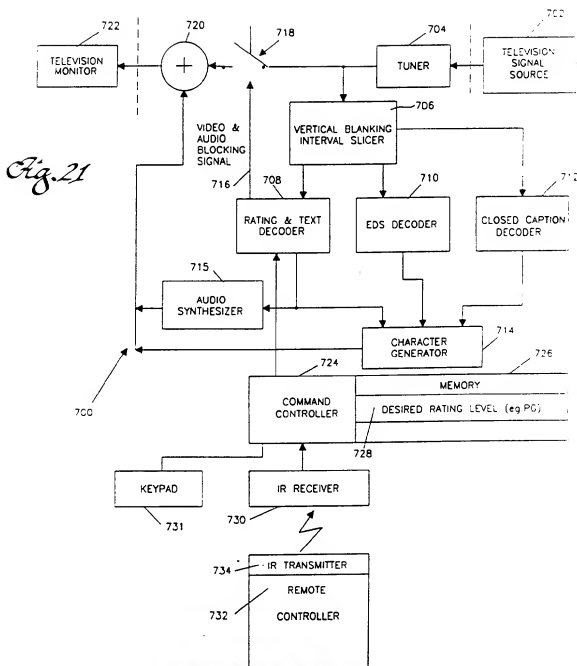 722
720
718
704
702
TELEVISION
MONITOR
+
TUNER
TELEVISION
SIGNAL
SOURCE
706
VERTICAL BLANKING
INTERVAL SLICER
VIDEO &
AUDIO
BLOCKING
SIGNAL
Fig. 21
716
708
710
712
RATING & TEXT
DECODER
EDS DECODER
CLOSED CAPTION
DECODER
715
AUDIO
SYNTHESIZER
CHARACTER
GENERATOR
714
700
724
726
COMMAND
CONTROLLER
MEMORY
DESIRED RATING LEVEL (eg PG)
728
KEYPAD
731
IR RECEIVER
730
734
IR TRANSMITTER
732
REMOTE
CONTROLLER